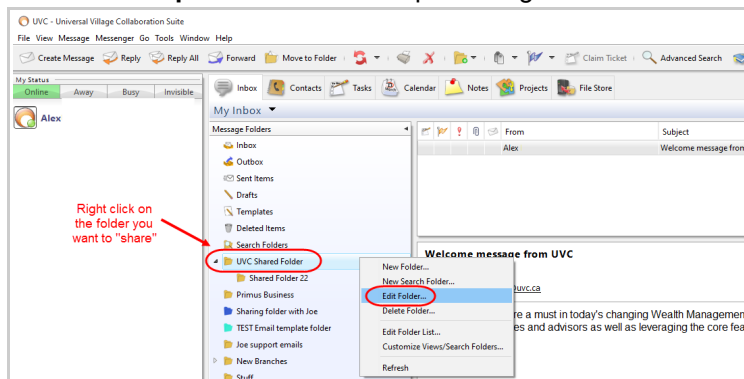 UVC - Universal Village Collaboration Suite
File View Message Messenger Go Tools Window Help
Create Message Reply Reply All Forward Move to Folder Claim Ticket Advanced Search
My Status
Online Away Busy Invisible
Inbox Contacts Tasks Calendar Notes Projects File Store
Alex
My Inbox
Message Folders
From Subject
Inbox
Alex Welcome message fron
Outbox
Sent Items
Drafts
Templates
Deleted Items
Search Folders
Right click on
the folder you
want to "share"
UVC Shared Folder
Shared Folder 22
Primus Business
Sharing folder with Joe
TEST Email template folder
Joe support emails
New Branches
Stuff
Welcome message from UVC
New Folder...
New Search Folder...
Edit Folder...
Delete Folder...
Edit Folder List...
Customize Views/Search Folders...
Refresh
uvc.ca
re a must in today's changing Wealth Managemen
es and advisors as well as leveraging the core fea